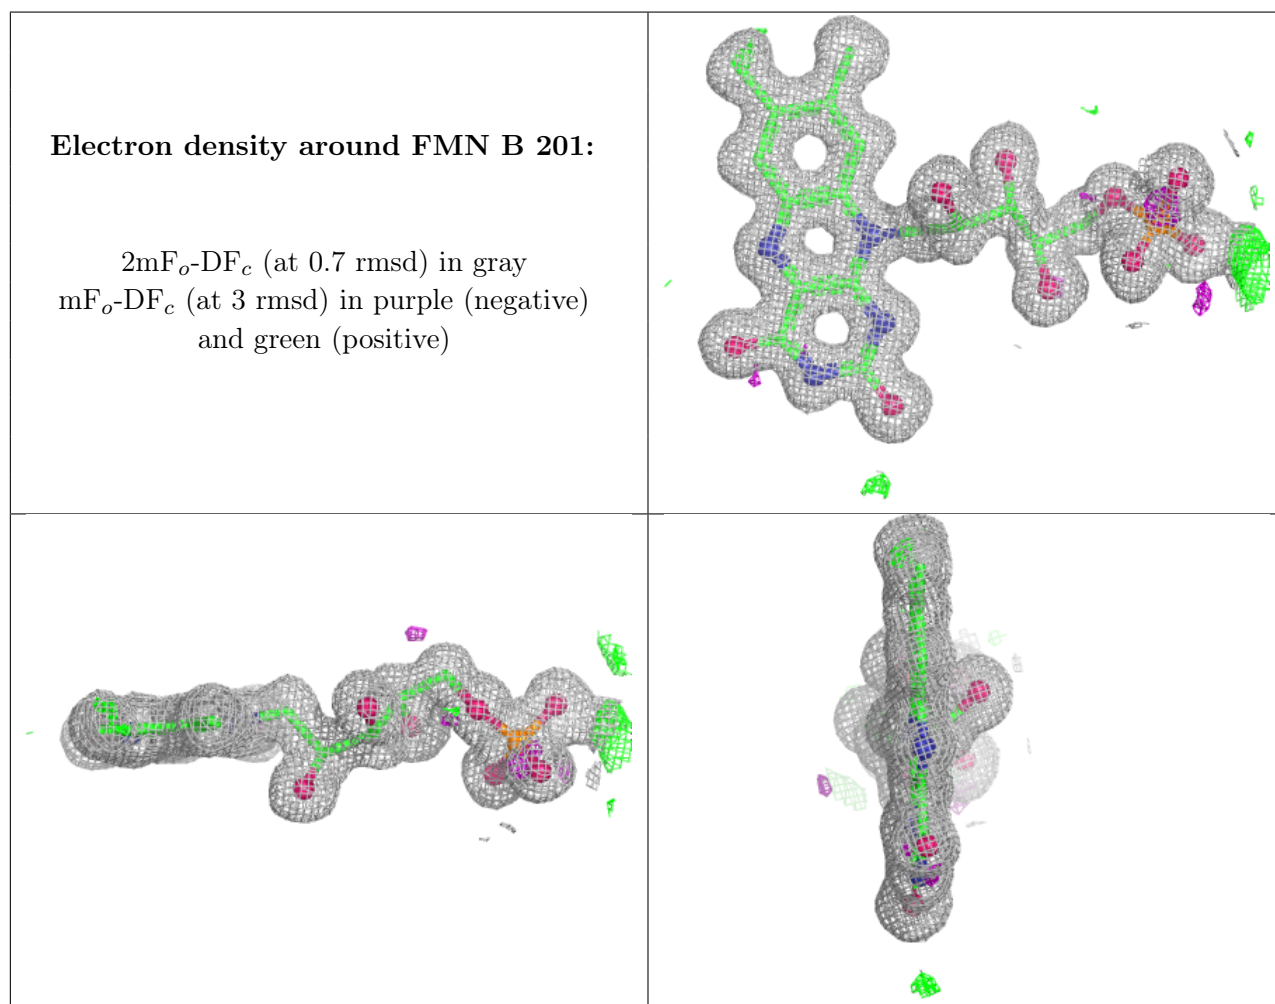 Electron density around FMN B 201:
2mFo-DFc (at 0.7 rmsd) in gray
mFo-DFc (at 3 rmsd) in purple (negative)
and green (positive)